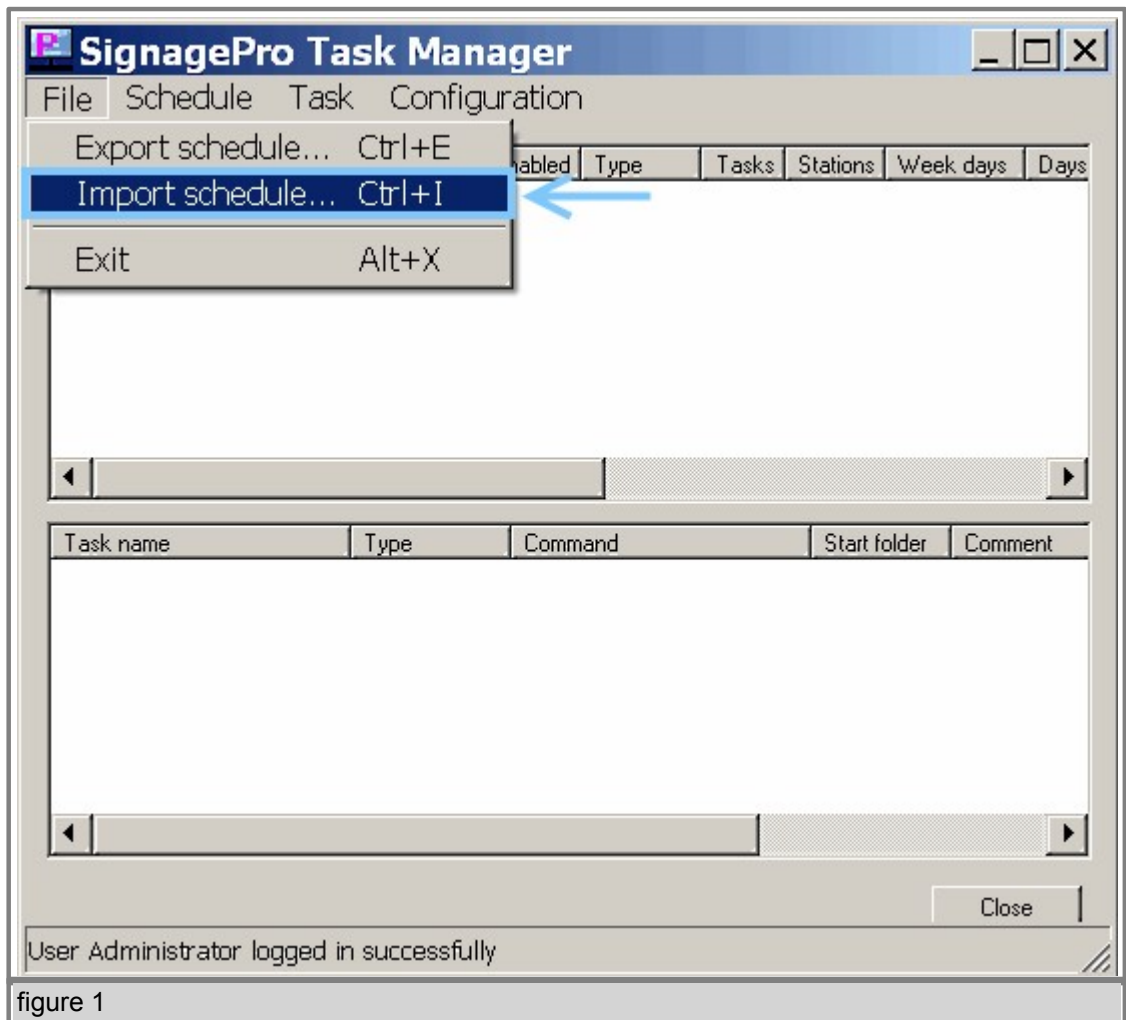 SignagePro Task Manager
File Schedule Task Configuration
Export schedule... Ctrl+E
Import schedule... Ctrl+I
Exit Alt+X
Type Tasks Stations Week days Days
Task name Type Command Start folder Comment
Close
User Administrator logged in successfully
figure 1